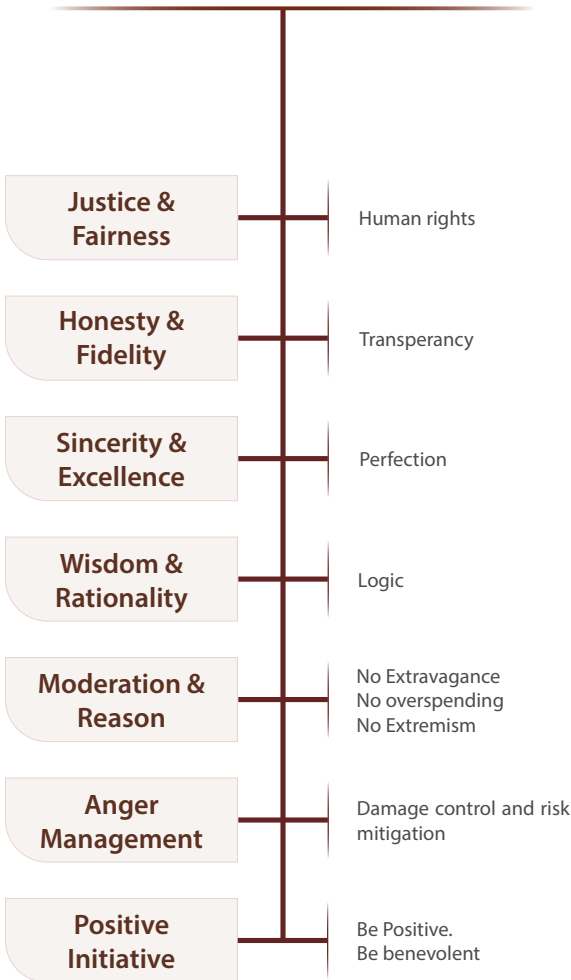 Justice &
Fairness
Human rights
Honesty &
Fidelity
Transperancy
Sincerity &
Excellence
Perfection
Wisdom &
Rationality
Logic
Moderation &
Reason
No Extravagance
No overspending
No Extremism
Anger
Management
Damage control and risk
mitigation
Positive
Initiative
Be Positive.
Be benevolent